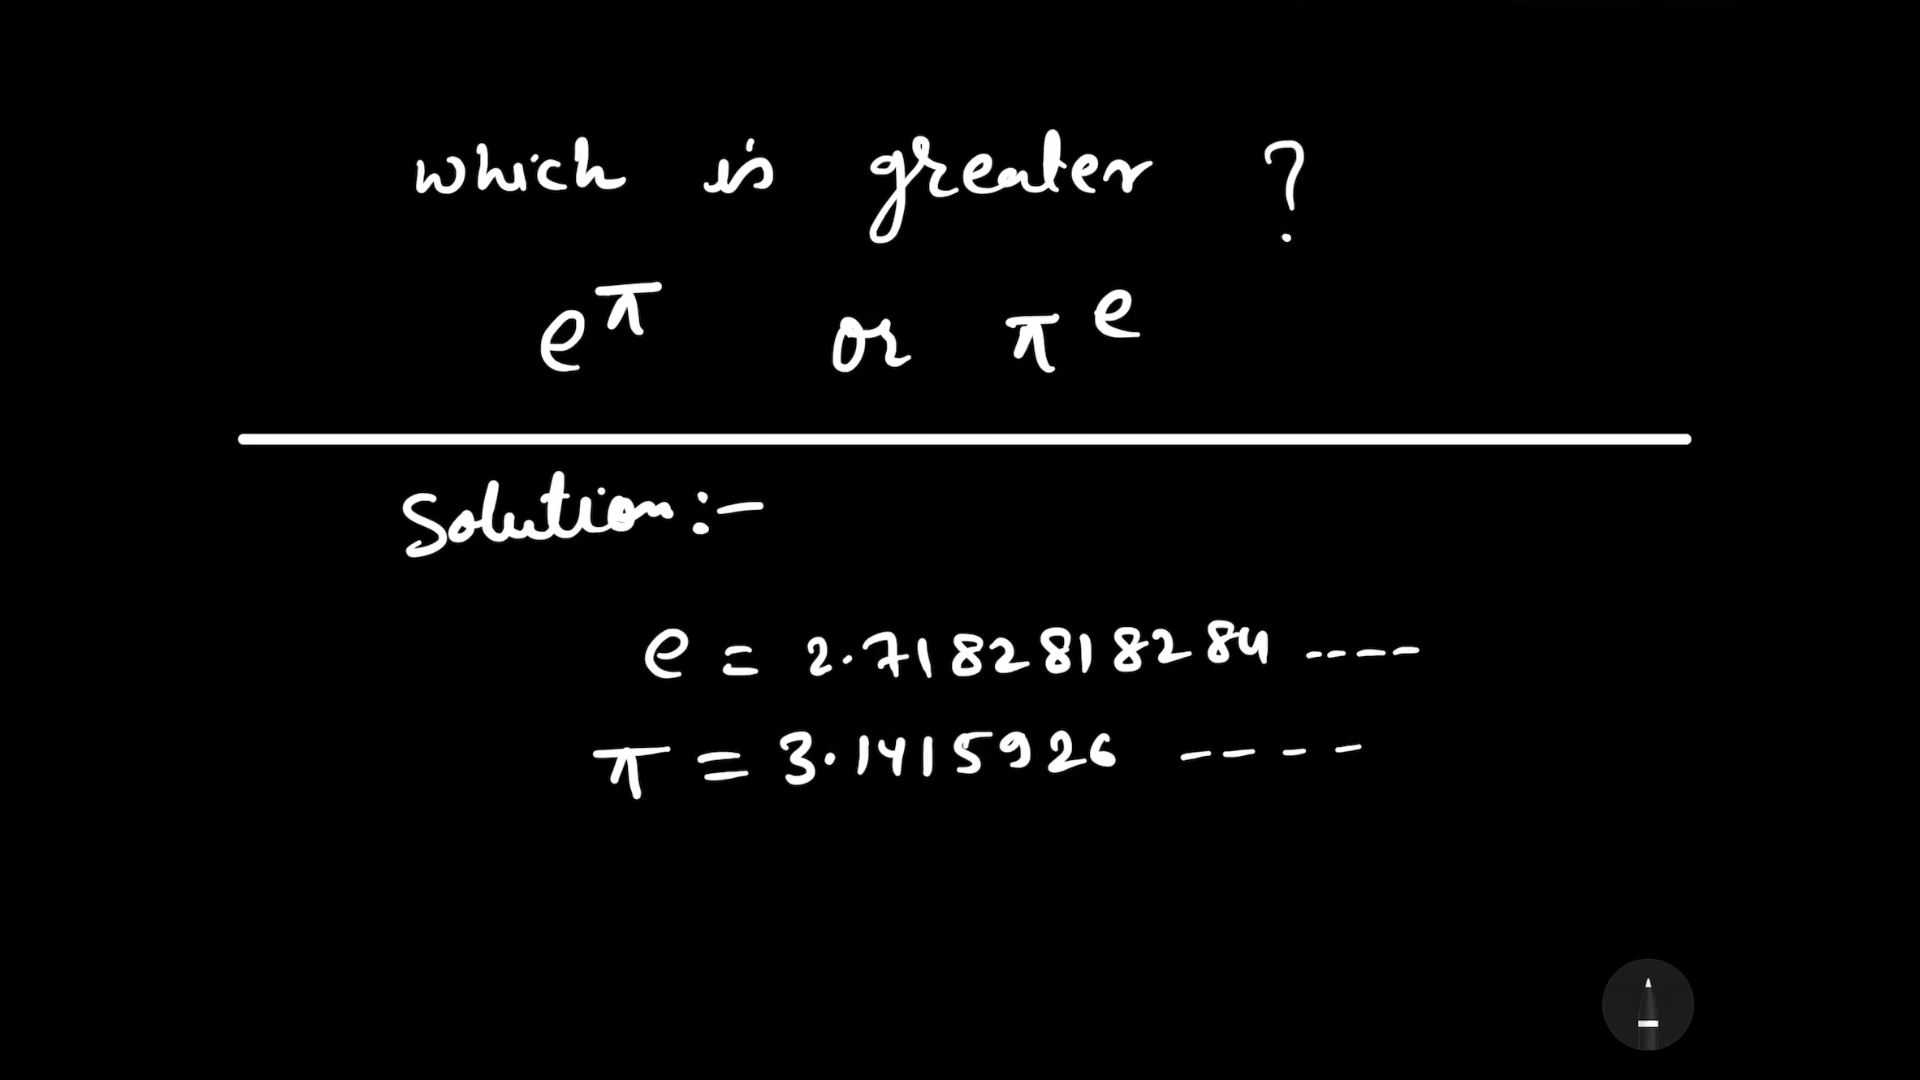 which is greater ?
e^π or π^e
Solution:-
e = 2.7182818284 ----
π = 3.1415926 ----